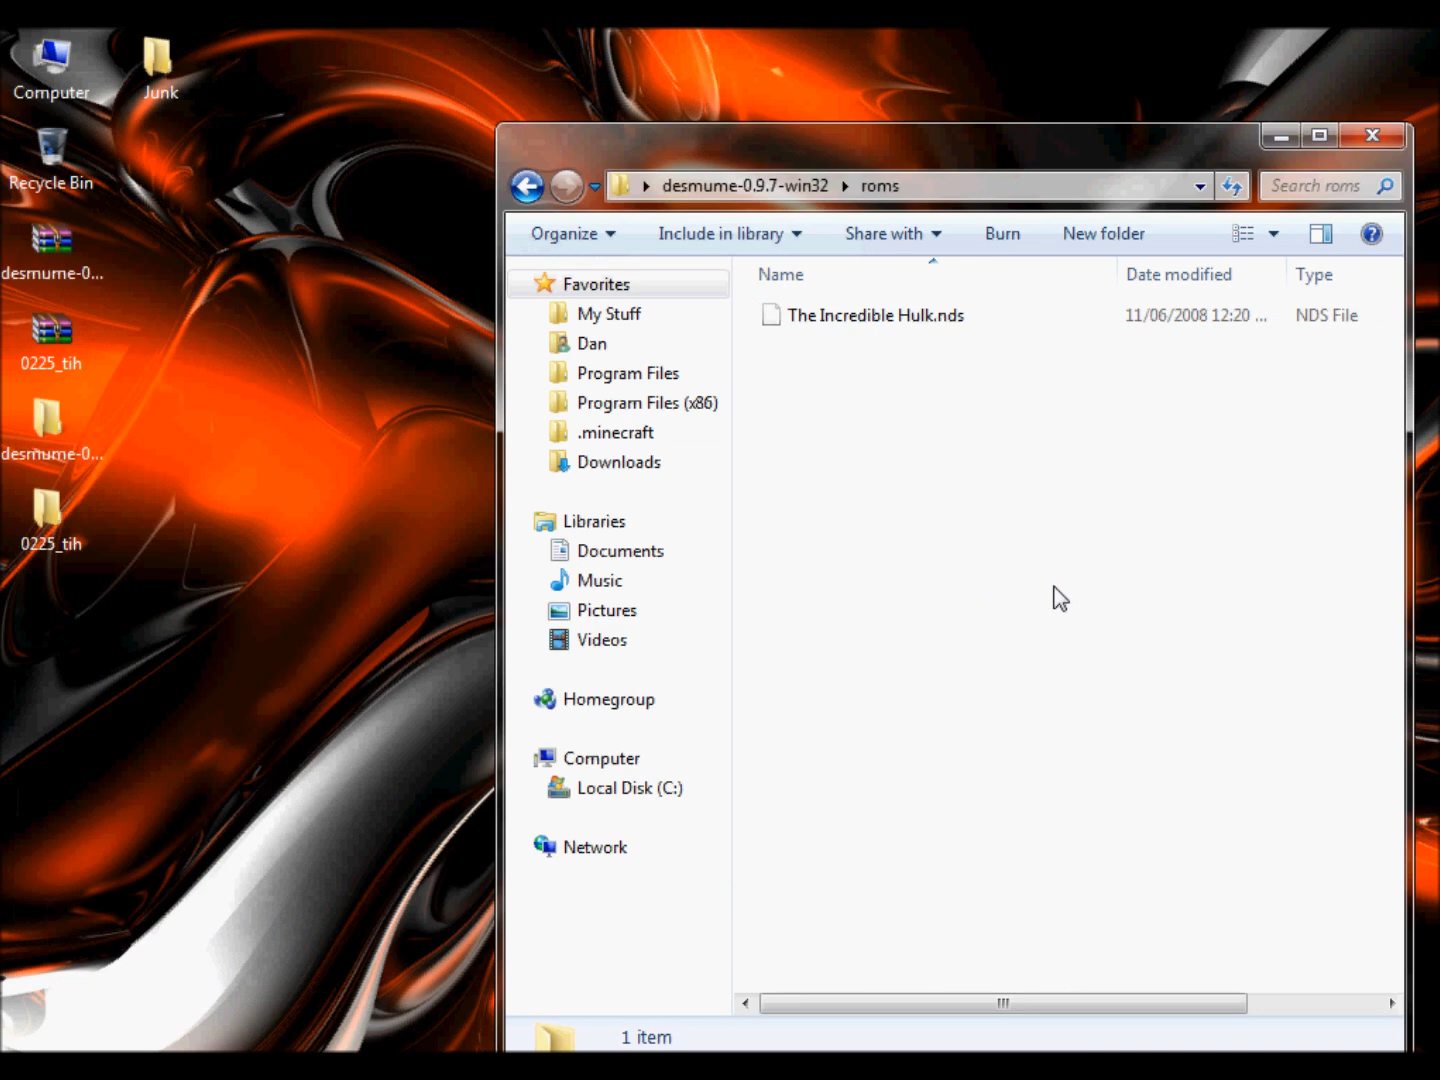 Computer
Junk
Recycle Bin
desmume-0...
0225_tih
desmume-0...
0225_tih
desmume-0.9.7-win32 roms
Search roms
Organize Include in library Share with Burn New folder
Name Date modified Type
The Incredible Hulk.nds 11/06/2008 12:20 ... NDS File
Favorites
My Stuff
Dan
Program Files
Program Files (x86)
.minecraft
Downloads
Libraries
Documents
Music
Pictures
Videos
Homegroup
Computer
Local Disk (C:)
Network
1 item